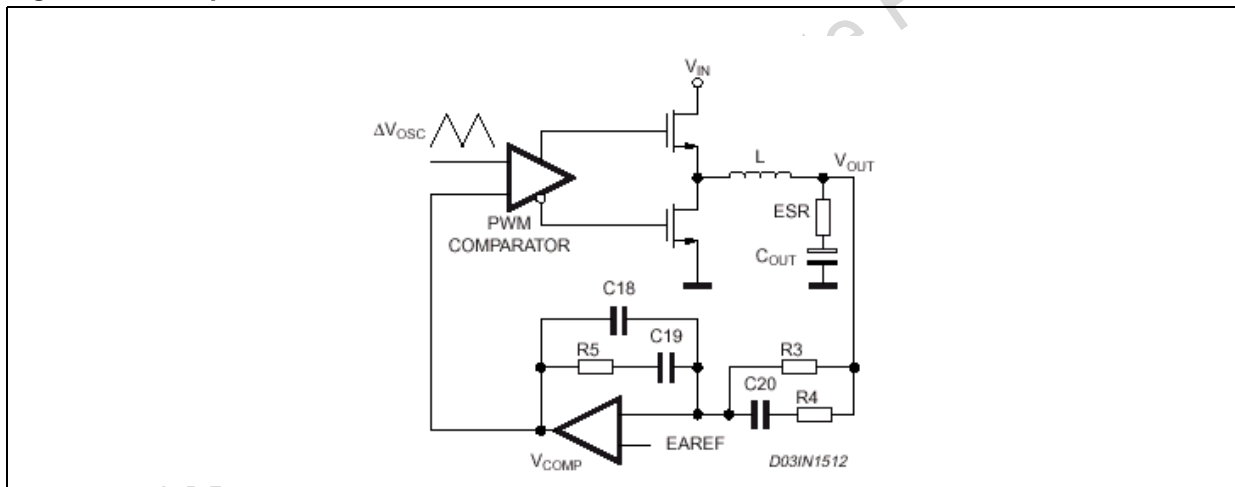 V_IN
ΔV_OSC
L
V_OUT
ESR
PWM
COMPARATOR
C_OUT
C18
C19
R5
R3
C20
R4
EAREF
V_COMP
D03IN1512